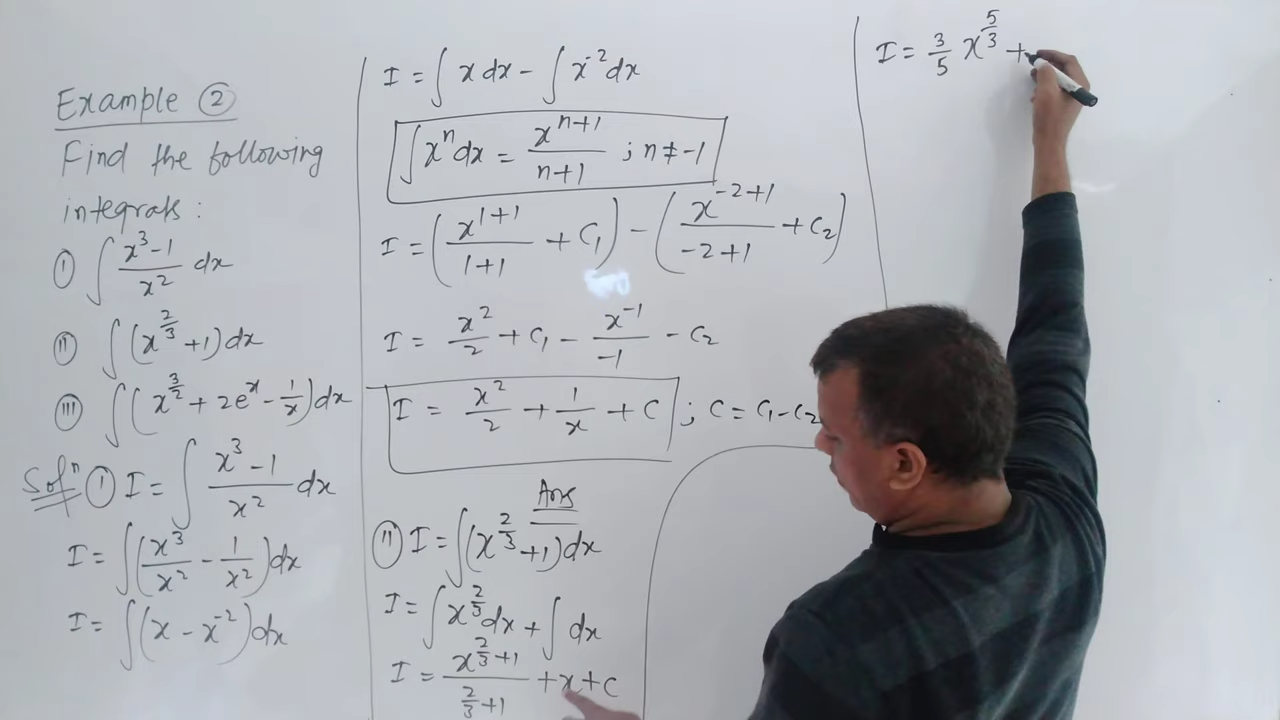 Example ②
Find the following
integrals :
Ⓘ ∫ (x³ − 1)/x² dx
Ⓘⓘ ∫ (x^(2/3) + 1) dx
Ⓘⓘⓘ ∫ (x^(3/2) + 2e^x − 1/x) dx
Solⁿ Ⓘ I = ∫ (x³ − 1)/x² dx
I = ∫ (x³/x² − 1/x²) dx
I = ∫ (x − x⁻²) dx
I = ∫ x dx − ∫ x⁻² dx
∫ xⁿ dx = x^(n+1)/(n+1) ; n ≠ −1
I = (x^(1+1)/(1+1) + C₁) − (x^(−2+1)/(−2+1) + C₂)
I = x²/2 + C₁ − x⁻¹/−1 − C₂
I = x²/2 + 1/x + C ; C = C₁ − C₂
Ans
Ⓘⓘ I = ∫ (x^(2/3) + 1) dx
I = ∫ x^(2/3) dx + ∫ dx
I = x^(2/3 + 1)/(2/3 + 1) + x + C
I = 3/5 x^(5/3) +